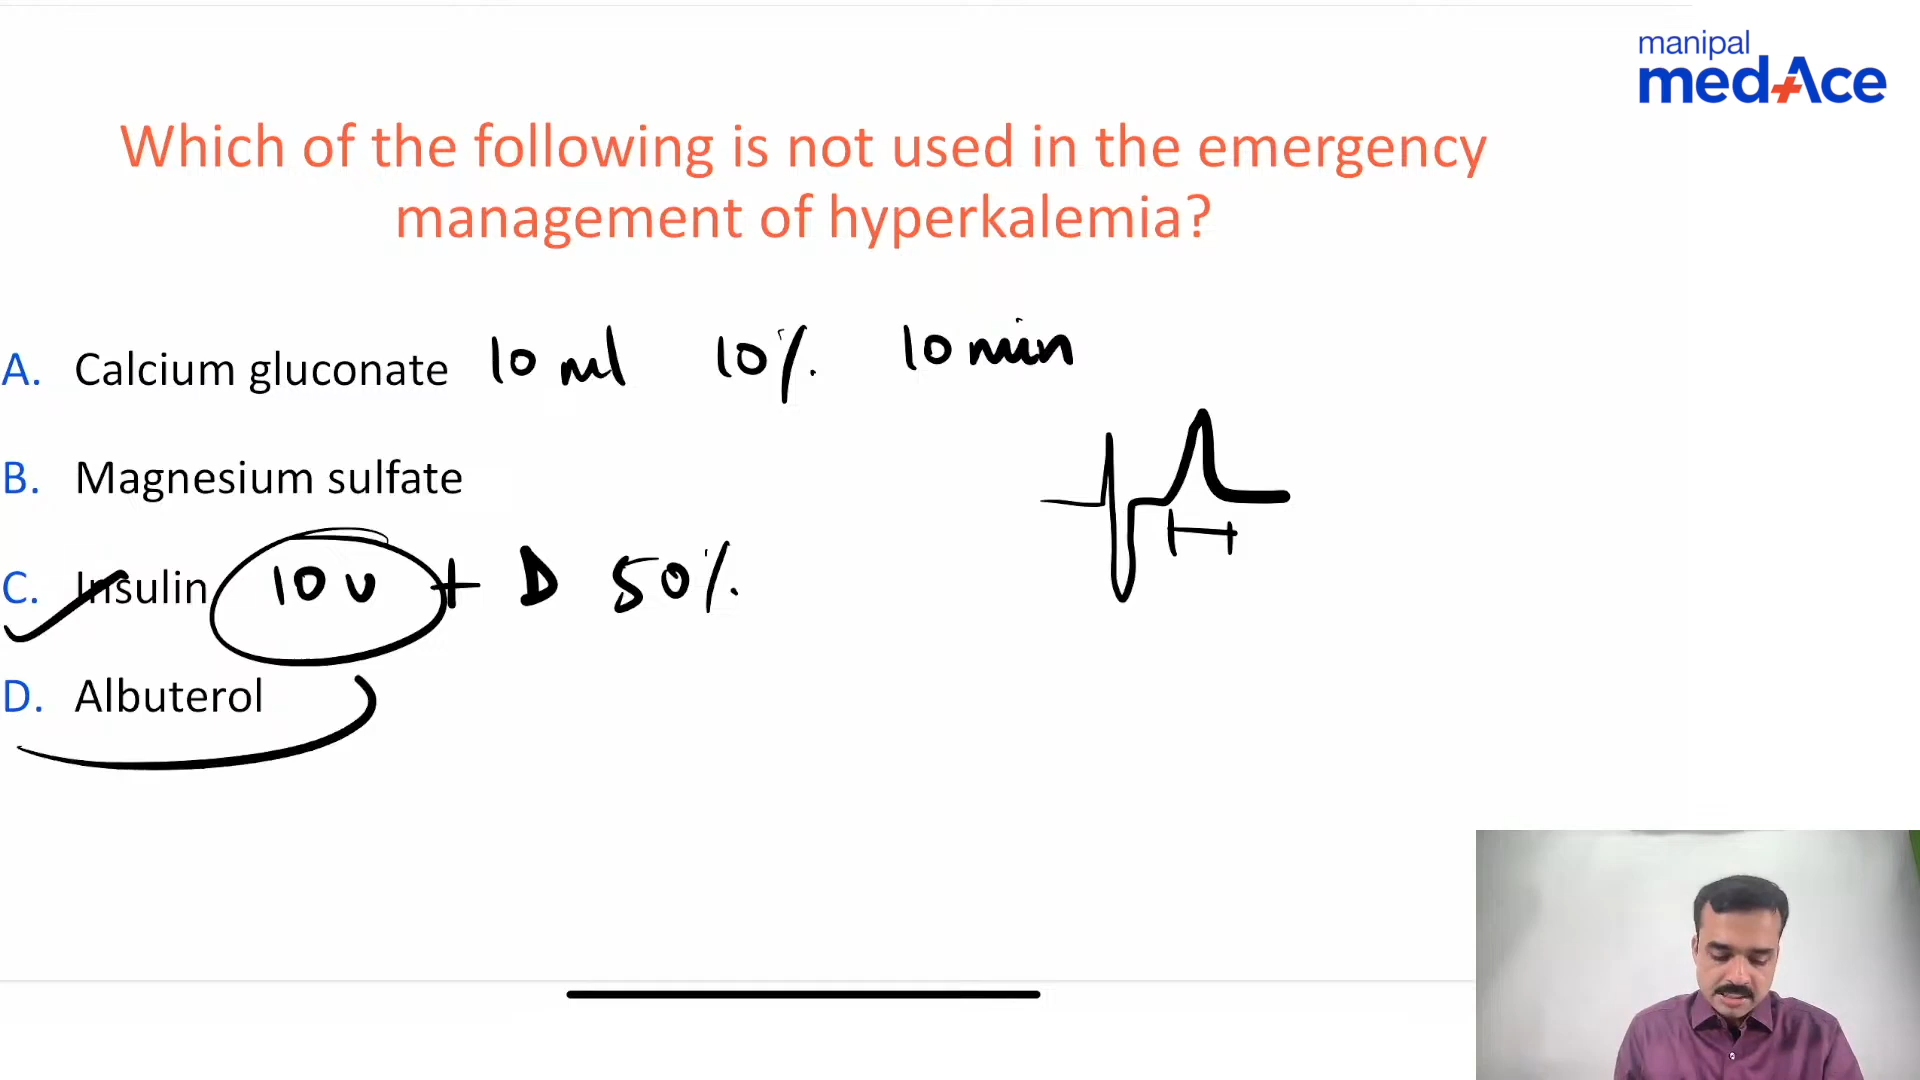 manipal
medAce
Which of the following is not used in the emergency
management of hyperkalemia?
A. Calcium gluconate 10 ml 10% 10 min
B. Magnesium sulfate
C. Insulin 10 U + D 50%
D. Albuterol